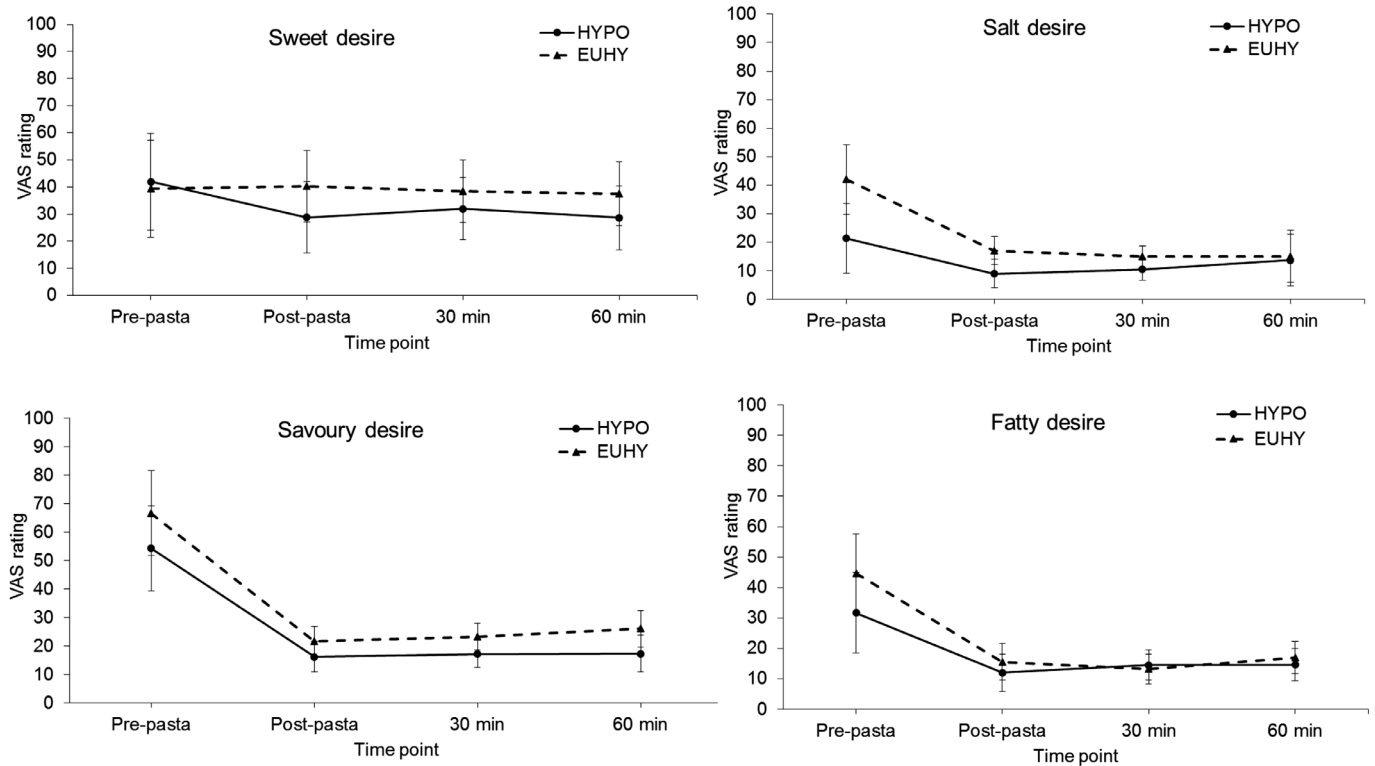 Sweet desire
HYPO
EUHY
VAS rating
100
90
80
70
60
50
40
30
20
10
0
Pre-pasta Post-pasta 30 min 60 min
Time point
Salt desire
HYPO
EUHY
VAS rating
100
90
80
70
60
50
40
30
20
10
0
Pre-pasta Post-pasta 30 min 60 min
Time point
Savoury desire
HYPO
EUHY
VAS rating
100
90
80
70
60
50
40
30
20
10
0
Pre-pasta Post-pasta 30 min 60 min
Time point
Fatty desire
HYPO
EUHY
VAS rating
100
90
80
70
60
50
40
30
20
10
0
Pre-pasta Post-pasta 30 min 60 min
Time point